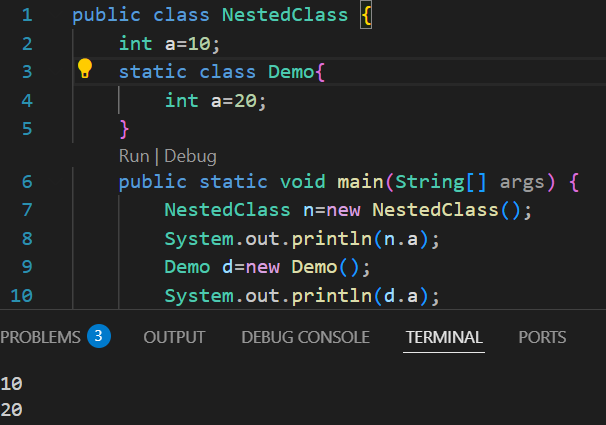 1 public class NestedClass {
2 int a=10;
3 static class Demo{
4 int a=20;
5 }
Run | Debug
6 public static void main(String[] args) {
7 NestedClass n=new NestedClass();
8 System.out.println(n.a);
9 Demo d=new Demo();
10 System.out.println(d.a);
PROBLEMS 3 OUTPUT DEBUG CONSOLE TERMINAL PORTS
10
20